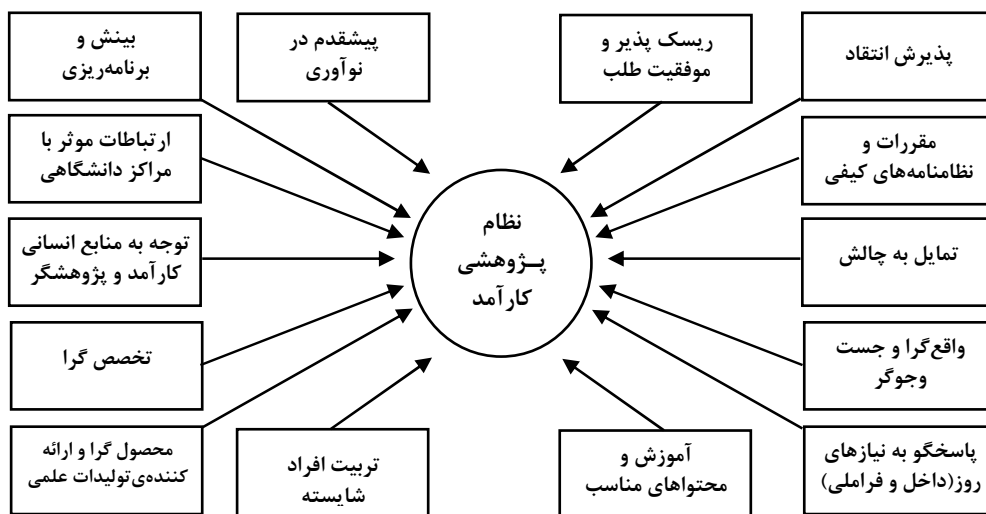 پذیرش انتقاد
ریسک پذیر و
موفقیت طلب
پیشقدم در
نوآوری
بینش و
برنامه‌ریزی
مقررات و
نظامنامه‌های کیفی
ارتباطات موثر با
مراکز دانشگاهی
تمایل به چالش
نظام
پـژوهشی
کارآمد
توجه به منابع انسانی
کارآمد و پژوهشگر
واقع‌گرا و جست
وجوگر
تخصص گرا
پاسخگو به نیازهای
روز(داخل و فراملی)
آموزش و
محتواهای مناسب
تربیت افراد
شایسته
محصول گرا و ارائه
کننده‌ی تولیدات علمی